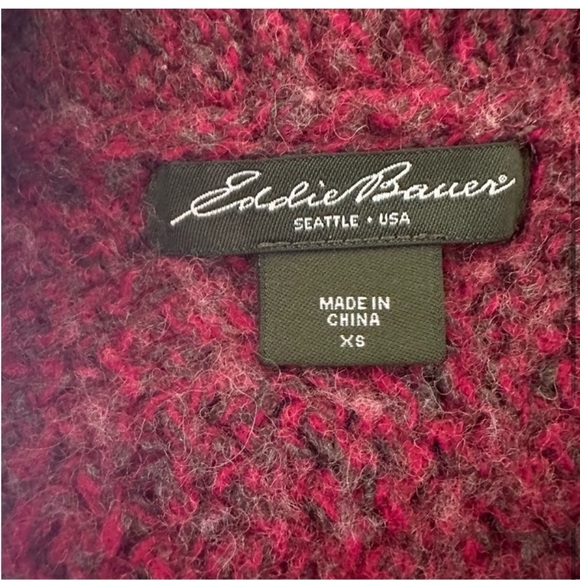 Eddie Bauer®
SEATTLE • USA
MADE IN
CHINA
XS